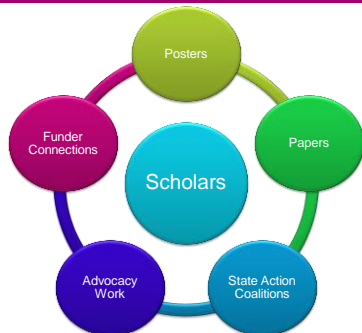 Posters
Funder
Connections
Papers
Scholars
Advocacy
Work
State Action
Coalitions